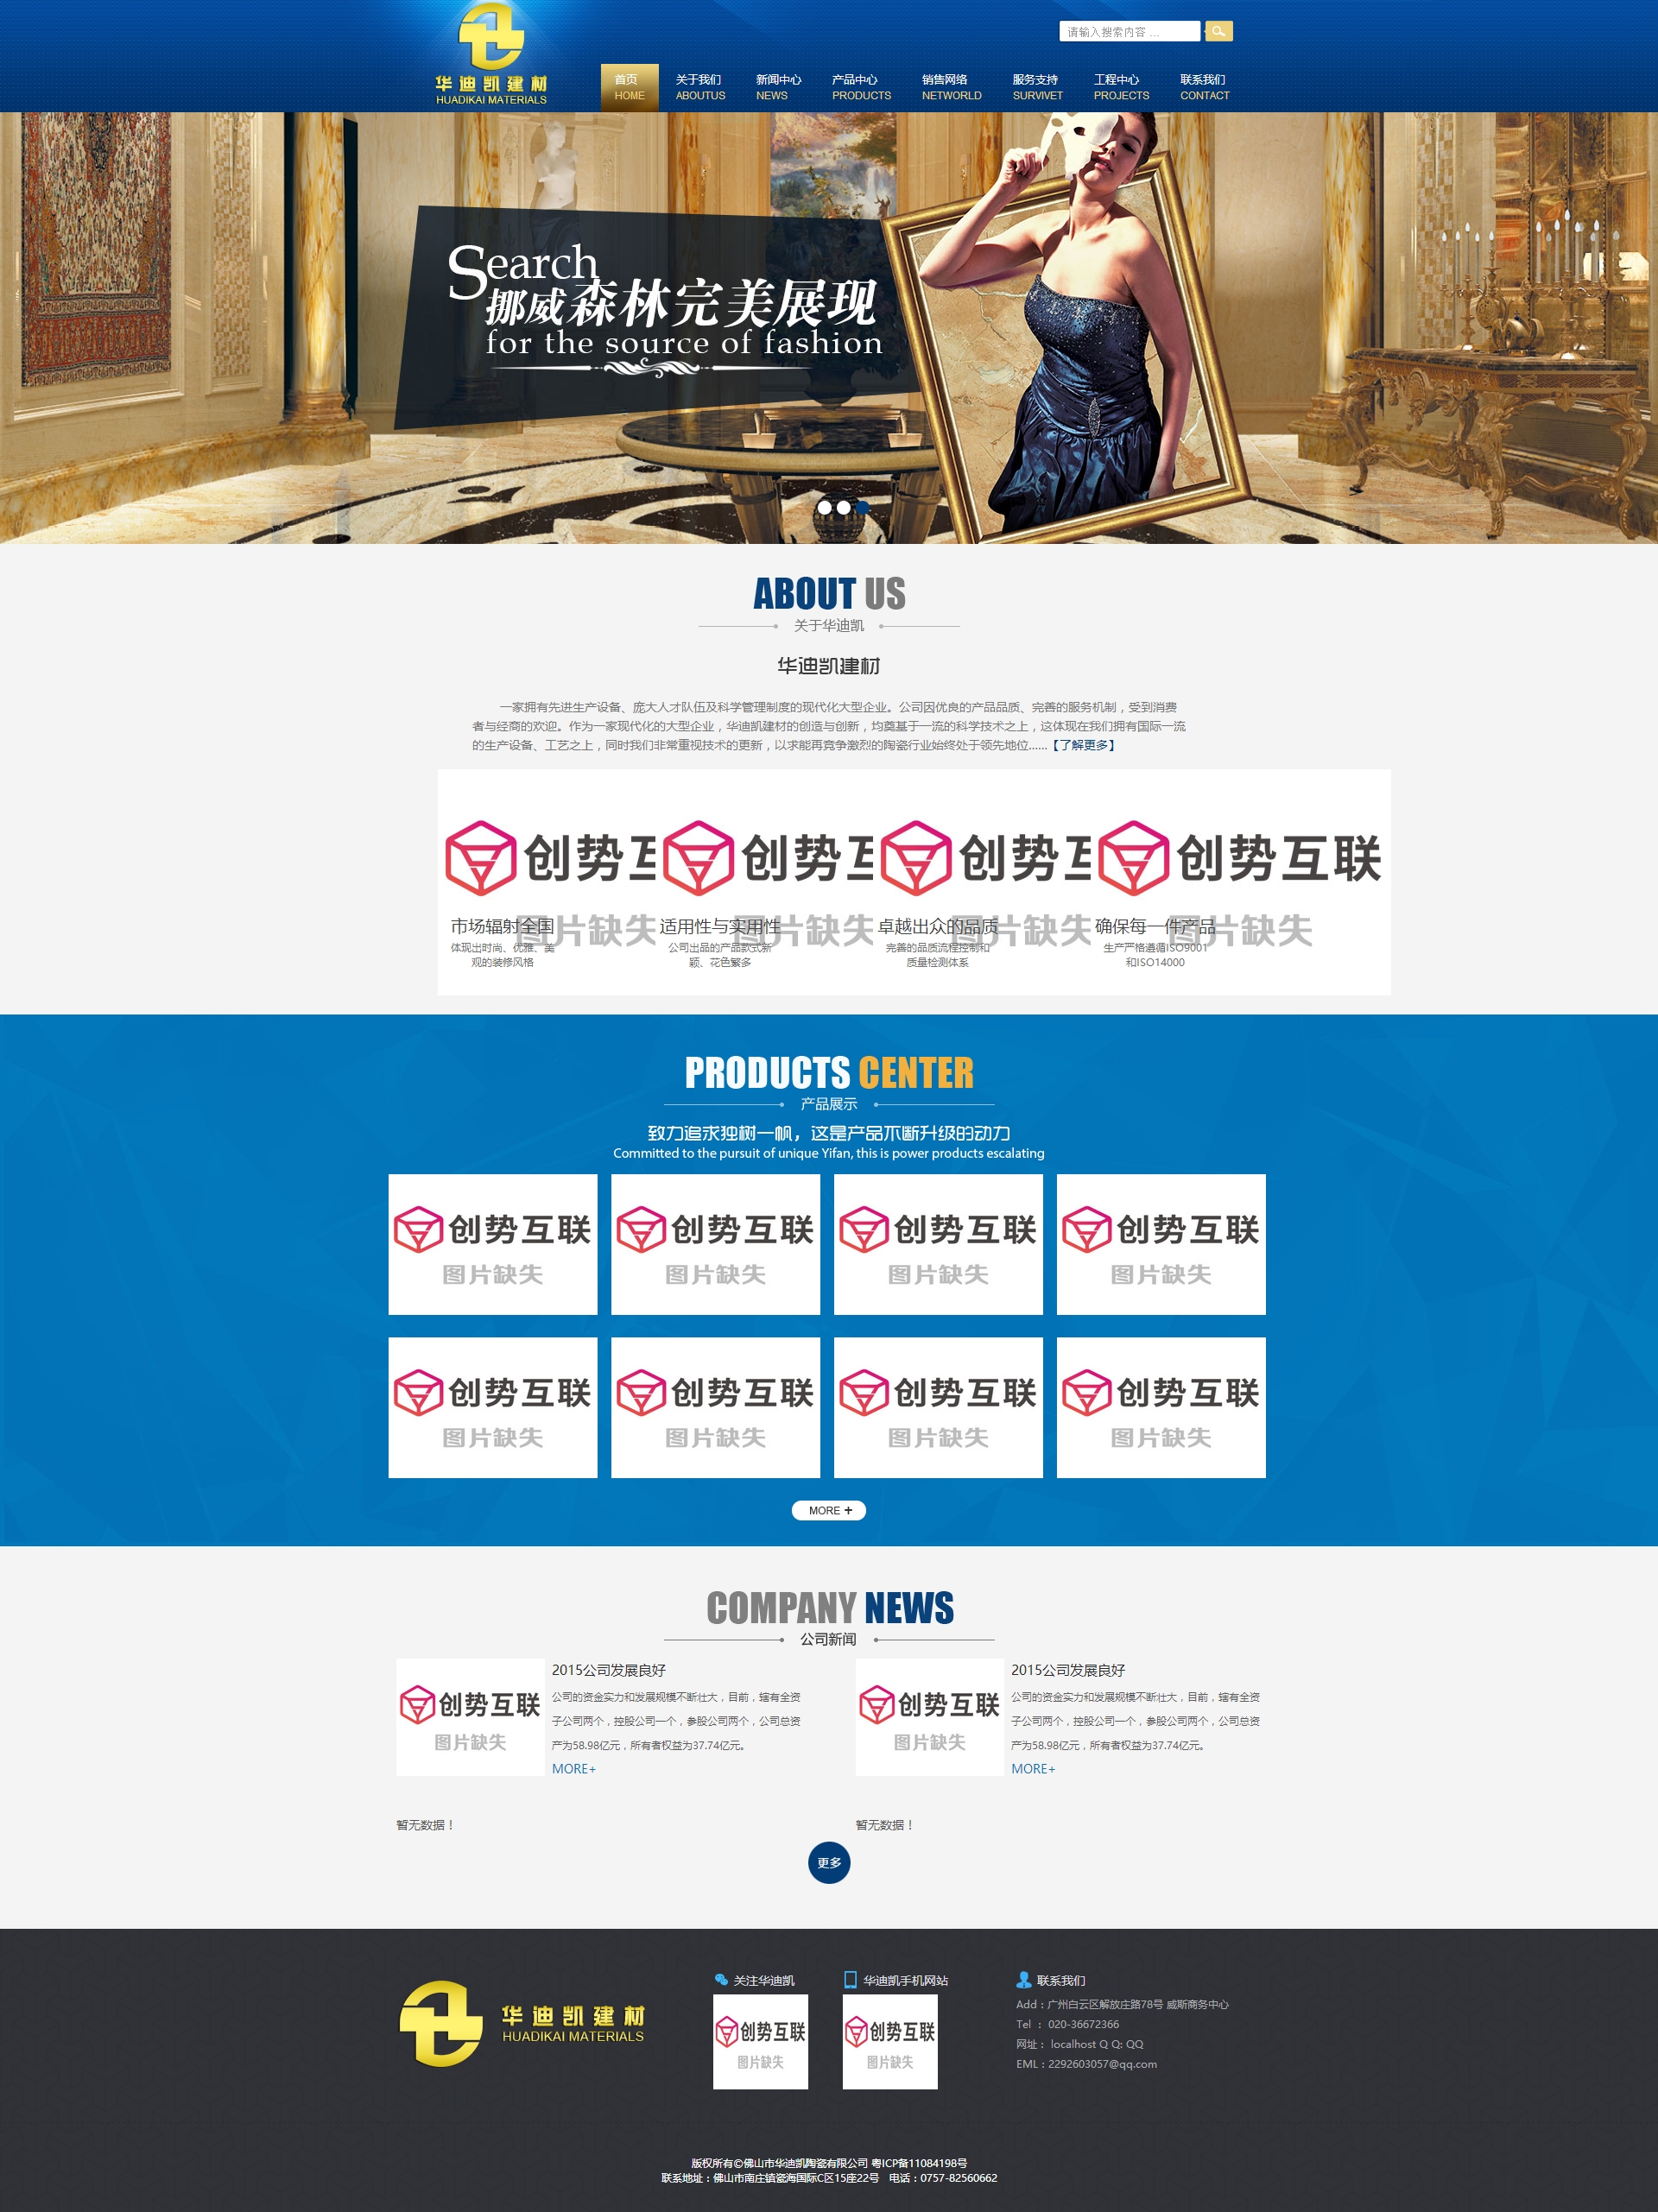 华迪凯建材
HUADIKAI MATERIALS
请输入搜索内容 ...
首页 关于我们 新闻中心 产品中心 销售网络 服务支持 工程中心 联系我们
HOME ABOUTUS NEWS PRODUCTS NETWORLD SURVIVET PROJECTS CONTACT
Search
挪威森林完美展现
for the source of fashion
ABOUT US
关于华迪凯
华迪凯建材
一家拥有先进生产设备、庞大人才队伍及科学管理制度的现代化大型企业。公司因优良的产品品质、完善的服务机制，受到消费
者与经商的欢迎。作为一家现代化的大型企业，华迪凯建材的创造与创新，均奠基于一流的科学技术之上，这体现在我们拥有国际一流
的生产设备、工艺之上，同时我们非常重视技术的更新，以求能再竞争激烈的陶瓷行业始终处于领先地位......【了解更多】
创势互 创势互 创势互 创势互联
图片缺失 图片缺失 图片缺失 图片缺失
市场辐射全国 适用性与实用性 卓越出众的品质 确保每一件产品
体现出时尚、优雅、美 公司出品的产品款式新 完善的品质流程控制和 生产严格遵循ISO9001
观的装修风格 颖、花色繁多 质量检测体系 和ISO14000
PRODUCTS CENTER
产品展示
致力追求独树一帆，这是产品不断升级的动力
Committed to the pursuit of unique Yifan, this is power products escalating
创势互联 创势互联 创势互联 创势互联
图片缺失 图片缺失 图片缺失 图片缺失
创势互联 创势互联 创势互联 创势互联
图片缺失 图片缺失 图片缺失 图片缺失
MORE +
COMPANY NEWS
公司新闻
创势互联
图片缺失
2015公司发展良好
公司的资金实力和发展规模不断壮大，目前，辖有全资
子公司两个，控股公司一个，参股公司两个，公司总资
产为58.98亿元，所有者权益为37.74亿元。
MORE+
创势互联
图片缺失
2015公司发展良好
公司的资金实力和发展规模不断壮大，目前，辖有全资
子公司两个，控股公司一个，参股公司两个，公司总资
产为58.98亿元，所有者权益为37.74亿元。
MORE+
暂无数据！ 暂无数据！
更多
华迪凯建材
HUADIKAI MATERIALS
关注华迪凯
创势互联
图片缺失
华迪凯手机网站
创势互联
图片缺失
联系我们
Add：广州白云区解放庄路78号 威斯商务中心
Tel ： 020-36672366
网址： localhost Q Q: QQ
EML：2292603057@qq.com
版权所有©佛山市华迪凯陶瓷有限公司 粤ICP备11084198号
联系地址：佛山市南庄镇瓷海国际C区15座22号 电话：0757-82560662